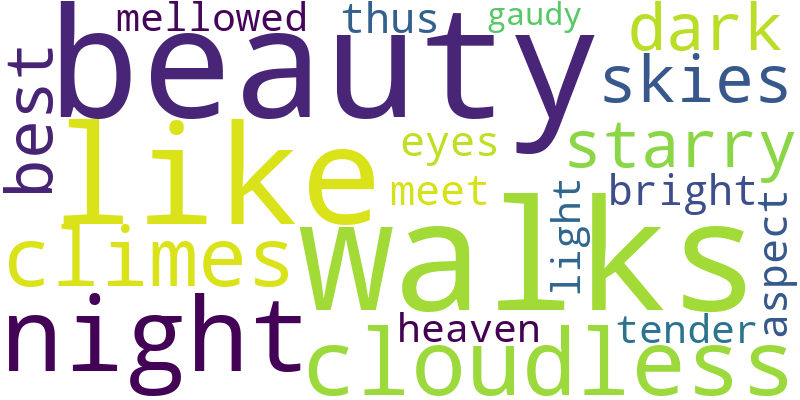 mellowed thus gaudy dark
beauty
best
skies
like eyes starry
meet bright
climes walks light aspect
night heaven tender
cloudless